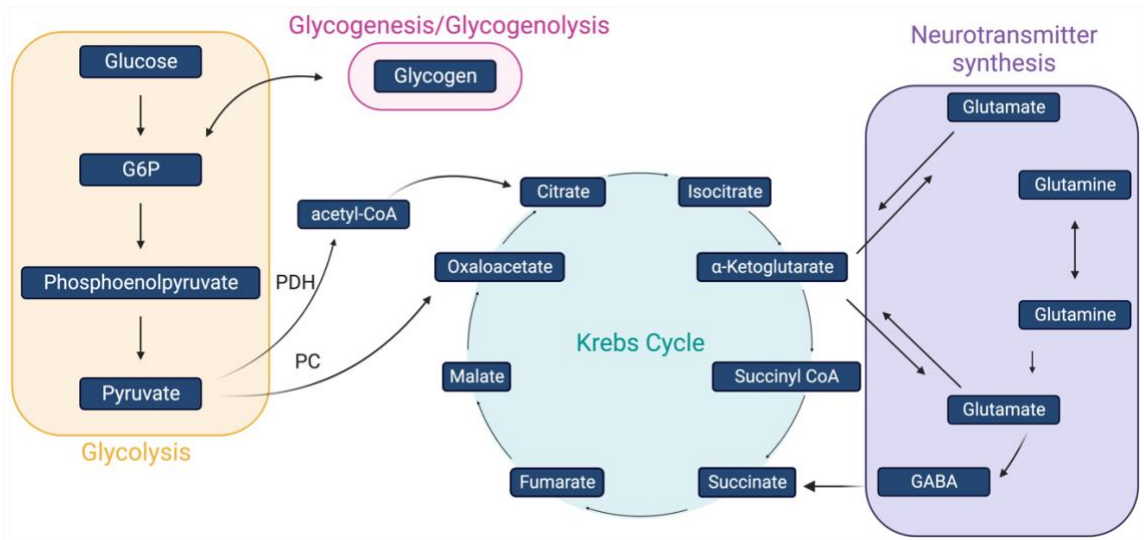 Glycogenesis/Glycogenolysis
Glycogen
Glucose
G6P
Phosphoenolpyruvate
Pyruvate
Glycolysis
PDH
PC
acetyl-CoA
Citrate
Isocitrate
Oxaloacetate
α-Ketoglutarate
Krebs Cycle
Malate
Succinyl CoA
Fumarate
Succinate
Neurotransmitter
synthesis
Glutamate
Glutamine
Glutamine
Glutamate
GABA